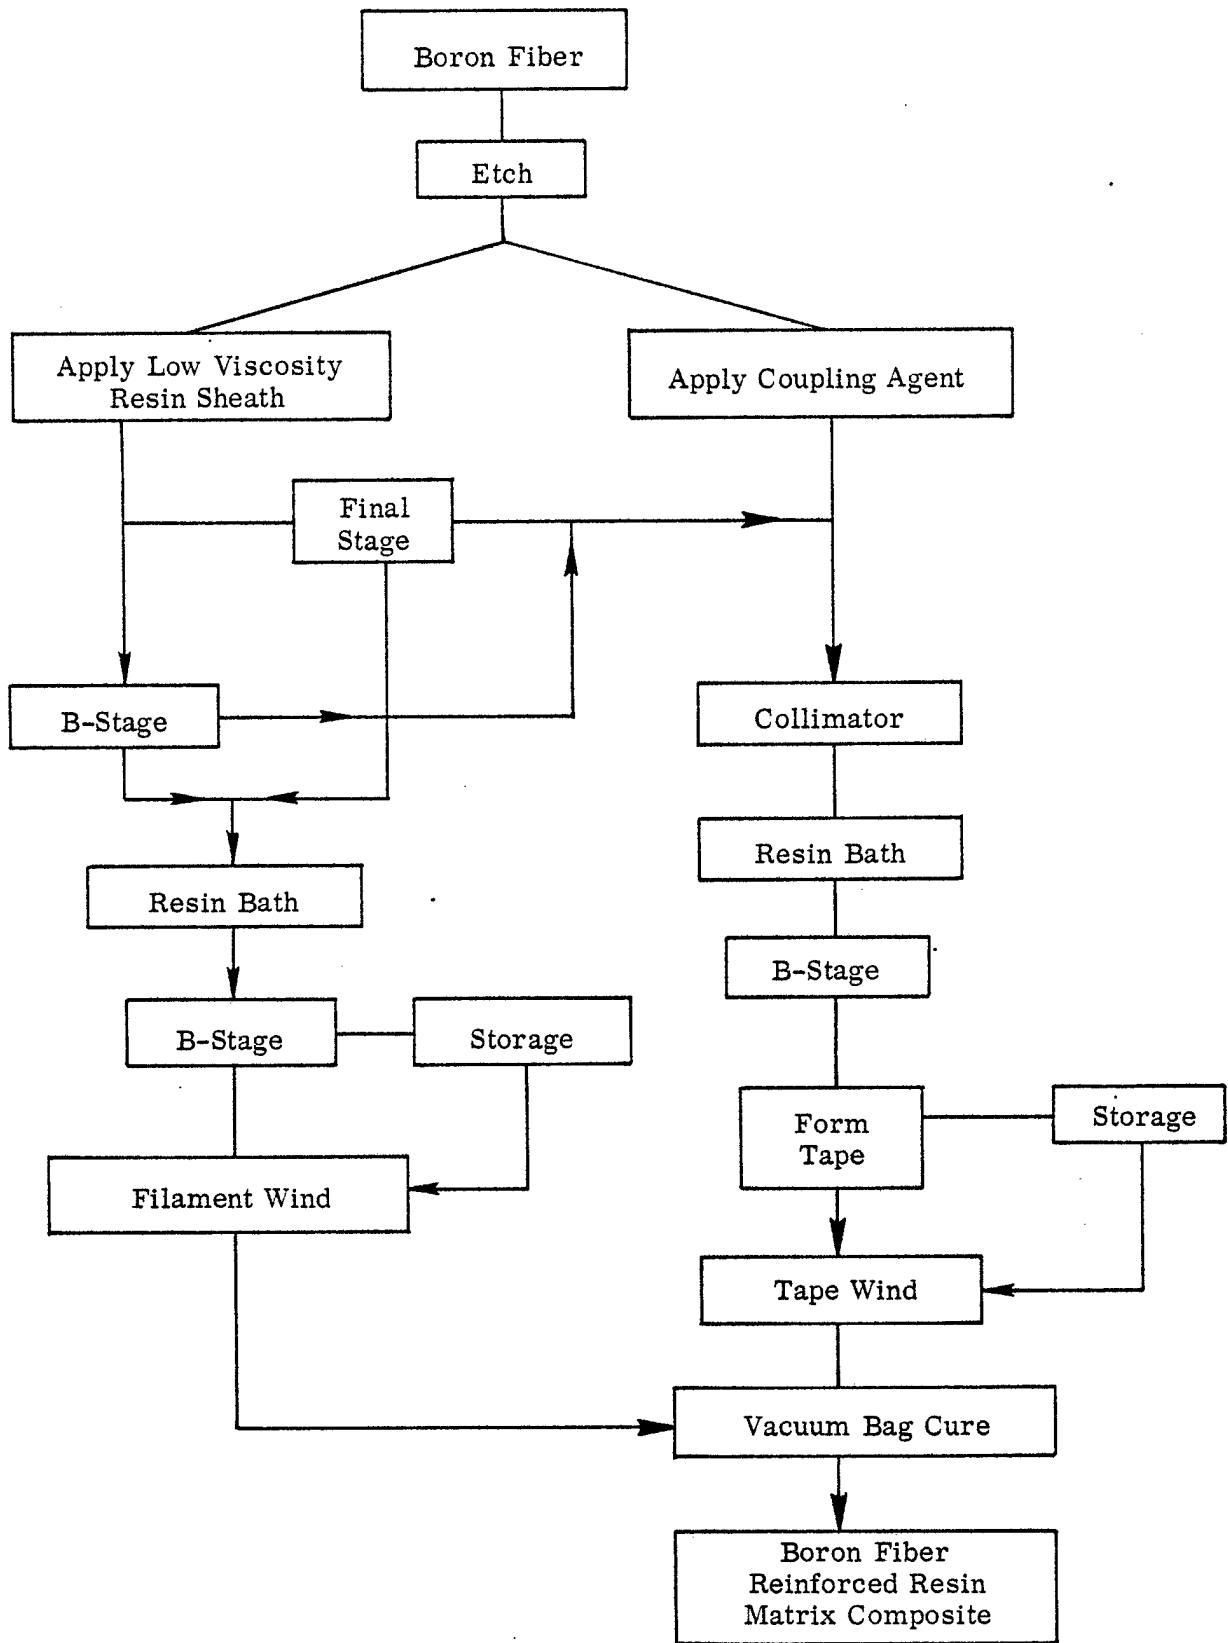 Boron Fiber
Etch
Apply Low Viscosity
Resin Sheath
Apply Coupling Agent
Final
Stage
B-Stage
Collimator
Resin Bath
Resin Bath
B-Stage
B-Stage
Storage
Form
Tape
Storage
Filament Wind
Tape Wind
Vacuum Bag Cure
Boron Fiber
Reinforced Resin
Matrix Composite